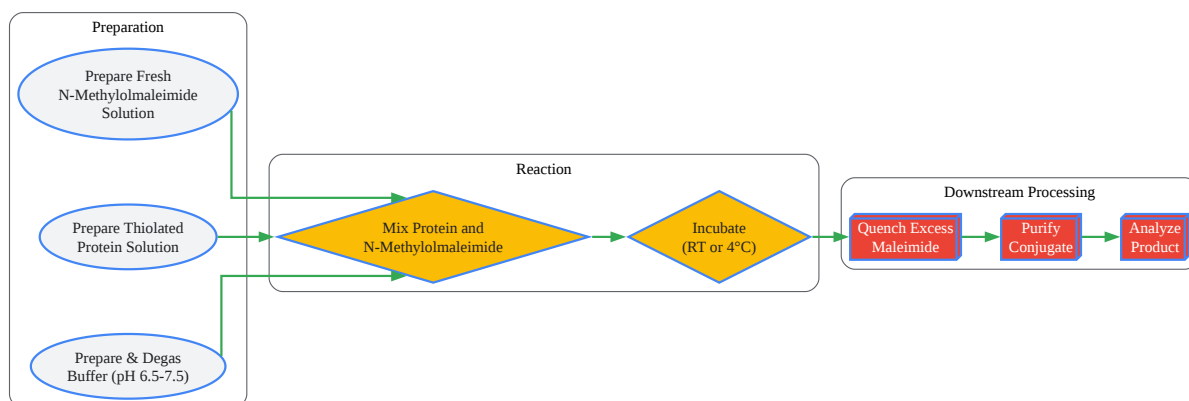 Preparation
Prepare Fresh
N-Methylolmaleimide
Solution
Prepare Thiolated
Protein Solution
Prepare & Degas
Buffer (pH 6.5-7.5)
Reaction
Mix Protein and
N-Methylolmaleimide
Incubate
(RT or 4°C)
Downstream Processing
Quench Excess
Maleimide
Purify
Conjugate
Analyze
Product